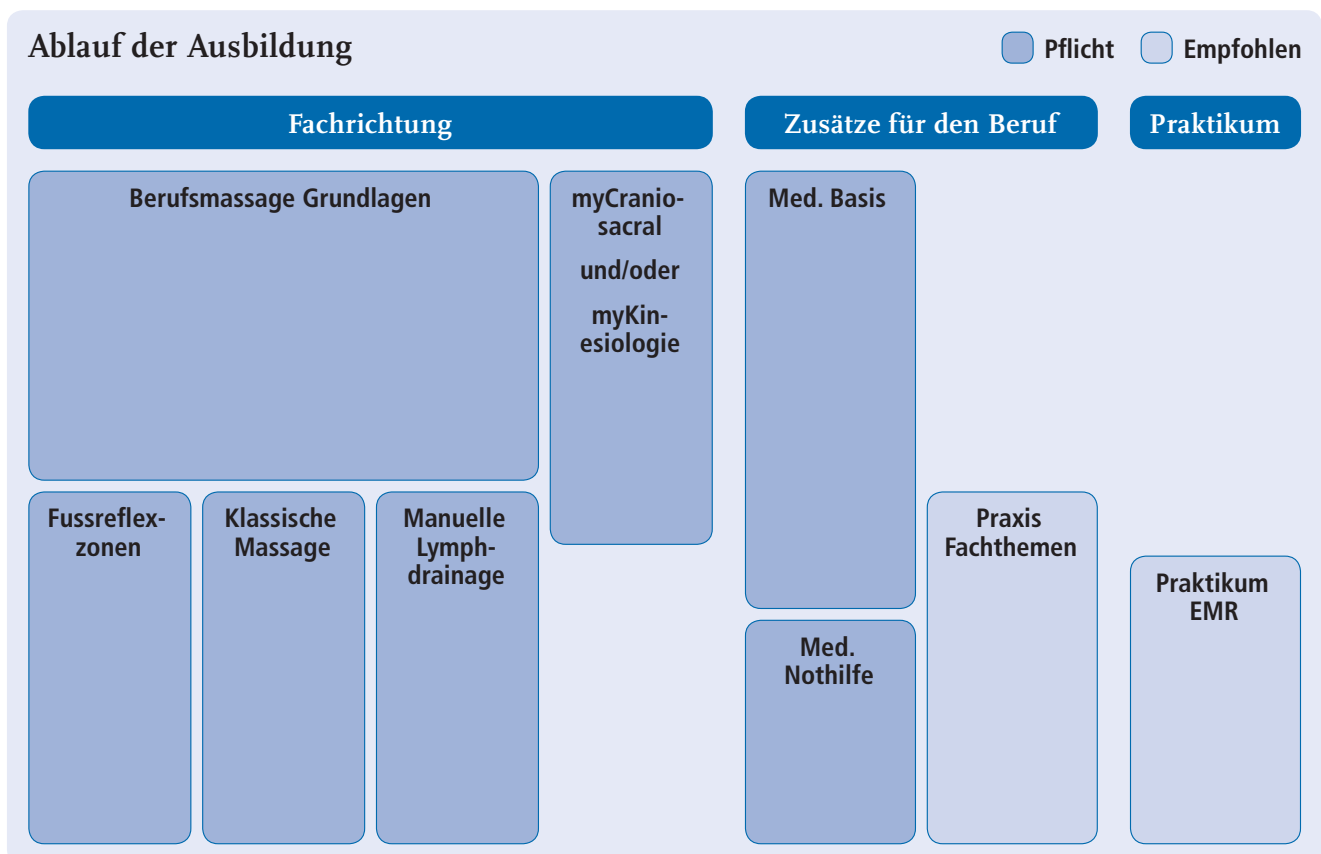 Ablauf der Ausbildung
Pflicht
Empfohlen
Fachrichtung
Zusätze für den Beruf
Praktikum
Berufsmassage Grundlagen
myCranio-
sacral
und/oder
myKin-
esiologie
Med. Basis
Fussreflex-
zonen
Klassische
Massage
Manuelle
Lymph-
drainage
Praxis
Fachthemen
Praktikum
EMR
Med.
Nothilfe